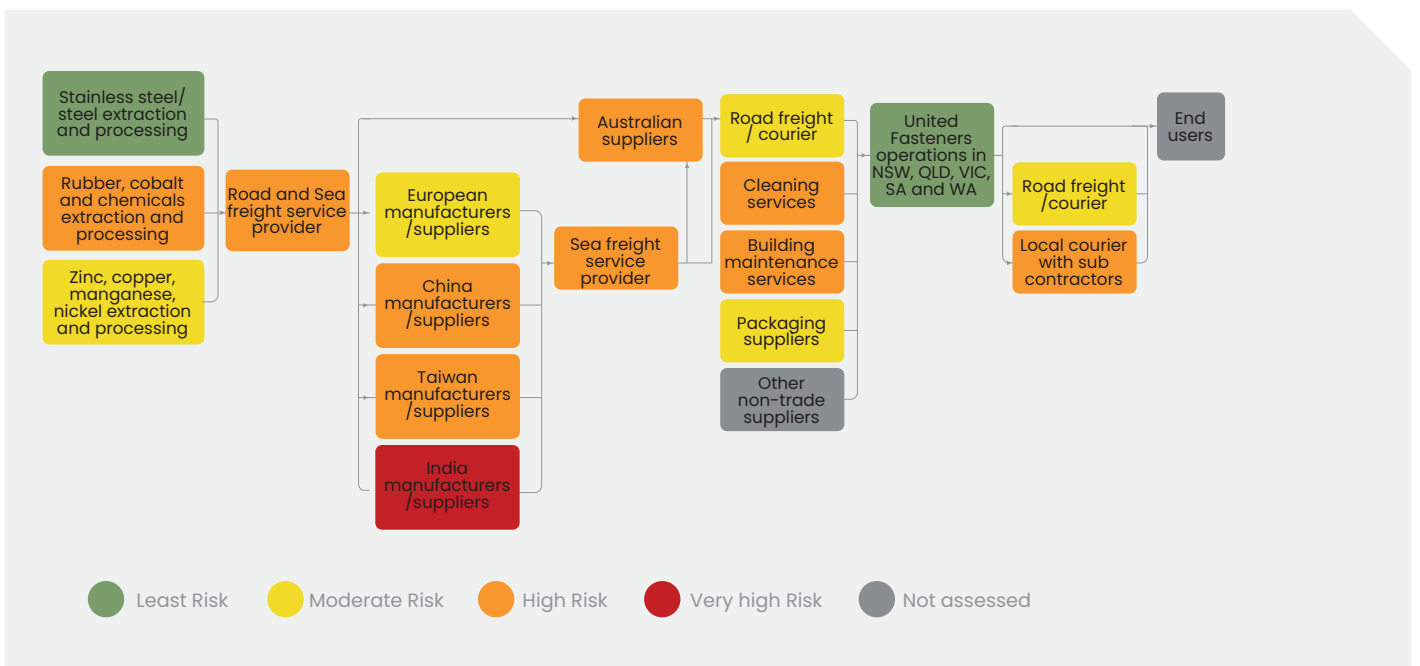 Stainless steel/
steel extraction
and processing
Rubber, cobalt
and chemicals
extraction and
processing
Zinc, copper,
manganese,
nickel extraction
and processing
Road and Sea
freight service
provider
European
manufacturers
/suppliers
China
manufacturers
/suppliers
Taiwan
manufacturers
/suppliers
India
manufacturers
/suppliers
Sea freight
service
provider
Australian
suppliers
Road freight
/ courier
Cleaning
services
Building
maintenance
services
Packaging
suppliers
Other
non-trade
suppliers
United
Fasteners
operations in
NSW, QLD, VIC,
SA and WA
Road freight
/courier
Local courier
with sub
contractors
End
users
Least Risk
Moderate Risk
High Risk
Very high Risk
Not assessed